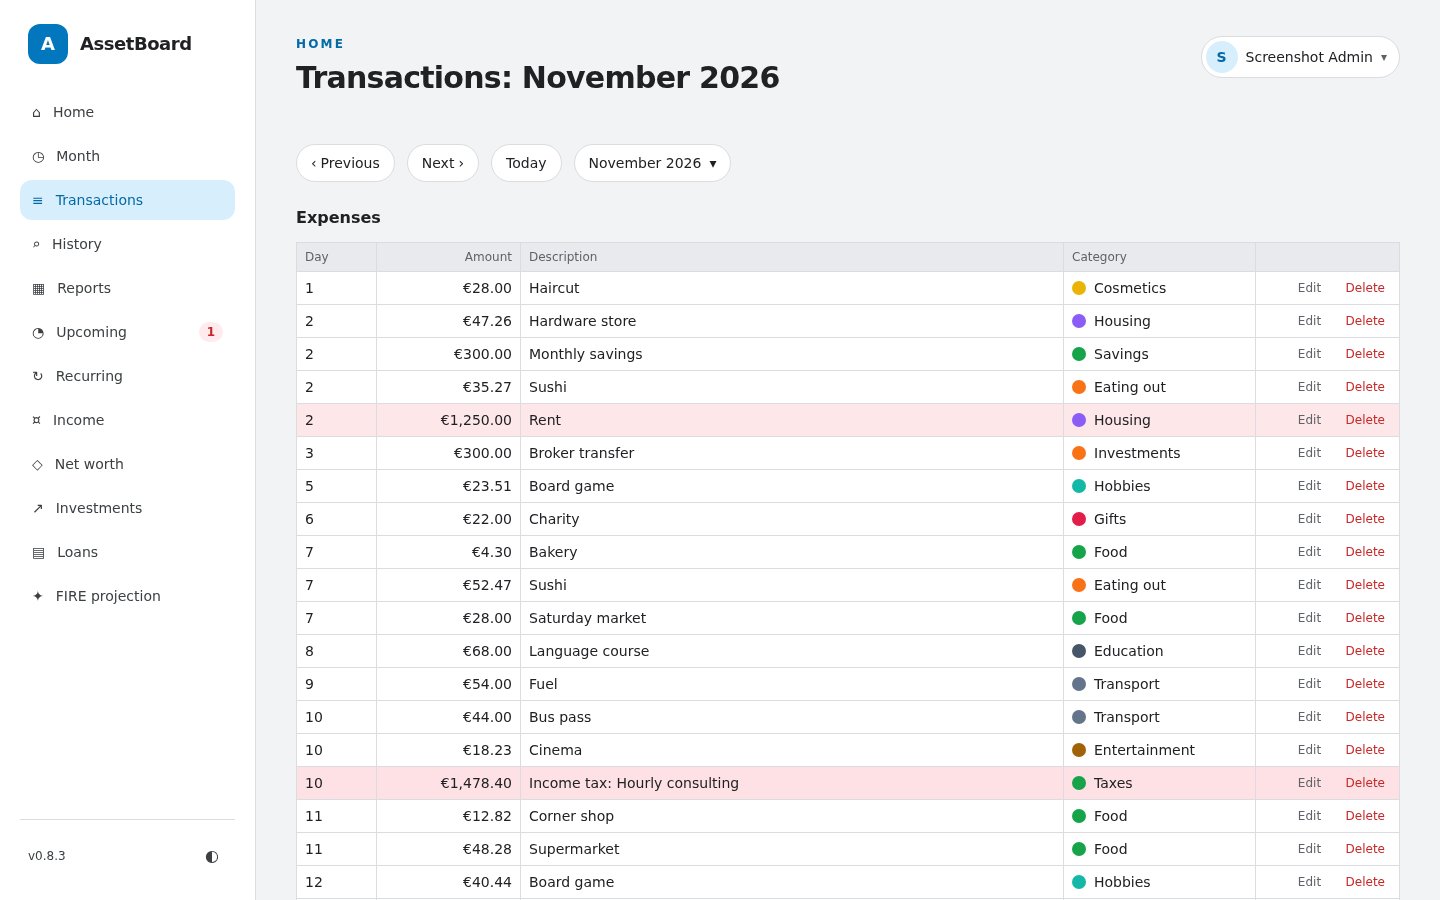 A AssetBoard
Home
Month
Transactions
History
Reports
Upcoming 1
Recurring
Income
Net worth
Investments
Loans
FIRE projection
v0.8.3
HOME
Transactions: November 2026
S Screenshot Admin ▾
‹ Previous Next › Today November 2026 ▾
Expenses
Day Amount Description Category
1 €28.00 Haircut Cosmetics Edit Delete
2 €47.26 Hardware store Housing Edit Delete
2 €300.00 Monthly savings Savings Edit Delete
2 €35.27 Sushi Eating out Edit Delete
2 €1,250.00 Rent Housing Edit Delete
3 €300.00 Broker transfer Investments Edit Delete
5 €23.51 Board game Hobbies Edit Delete
6 €22.00 Charity Gifts Edit Delete
7 €4.30 Bakery Food Edit Delete
7 €52.47 Sushi Eating out Edit Delete
7 €28.00 Saturday market Food Edit Delete
8 €68.00 Language course Education Edit Delete
9 €54.00 Fuel Transport Edit Delete
10 €44.00 Bus pass Transport Edit Delete
10 €18.23 Cinema Entertainment Edit Delete
10 €1,478.40 Income tax: Hourly consulting Taxes Edit Delete
11 €12.82 Corner shop Food Edit Delete
11 €48.28 Supermarket Food Edit Delete
12 €40.44 Board game Hobbies Edit Delete